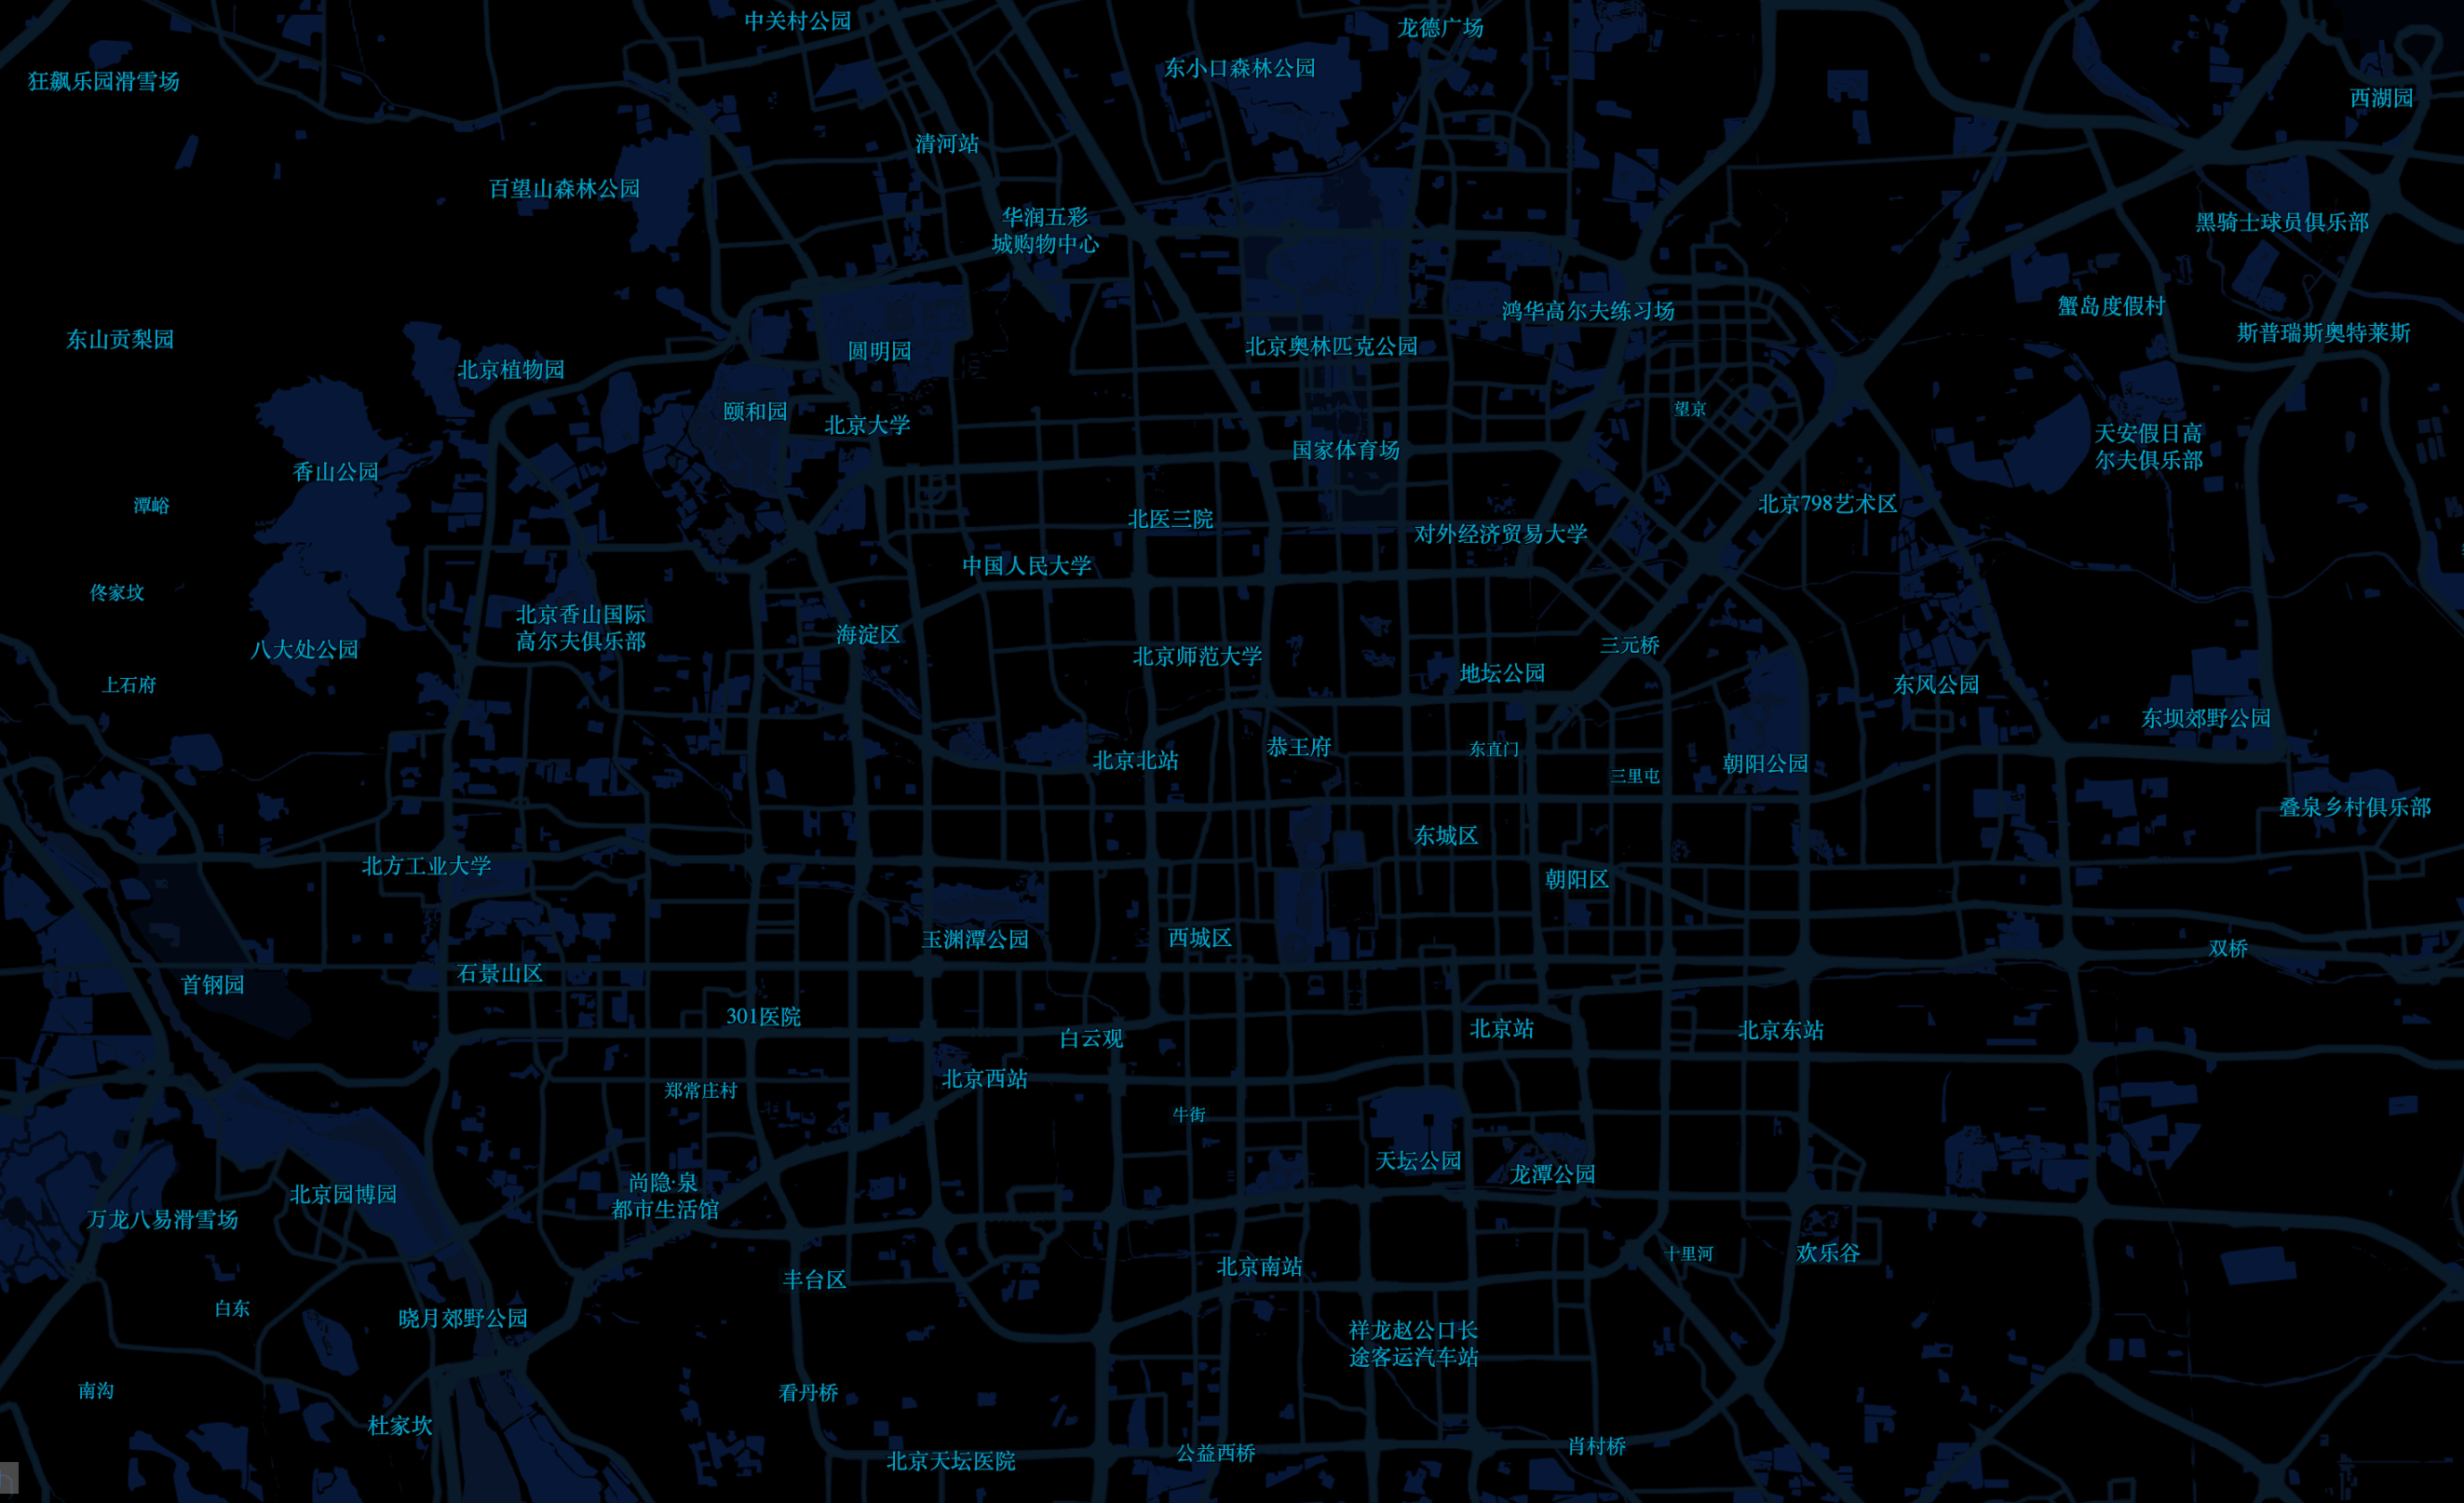 中关村公园
龙德广场
东小口森林公园
狂飙乐园滑雪场
西湖园
清河站
百望山森林公园
华润五彩
城购物中心
黑骑士球员俱乐部
鸿华高尔夫练习场
蟹岛度假村
斯普瑞斯奥特莱斯
东山贡梨园
圆明园
北京奥林匹克公园
北京植物园
颐和园
望京
北京大学
天安假日高
尔夫俱乐部
国家体育场
香山公园
潭峪
北京798艺术区
北医三院
对外经济贸易大学
中国人民大学
佟家坟
北京香山国际
高尔夫俱乐部
海淀区
三元桥
八大处公园
北京师范大学
地坛公园
上石府
东风公园
东坝郊野公园
恭王府
东直门
北京北站
朝阳公园
三里屯
叠泉乡村俱乐部
东城区
北方工业大学
朝阳区
玉渊潭公园
西城区
双桥
石景山区
首钢园
301医院
北京站
北京东站
白云观
北京西站
郑常庄村
牛街
天坛公园
龙潭公园
尚隐·泉
都市生活馆
北京园博园
万龙八易滑雪场
十里河
欢乐谷
北京南站
丰台区
白东
晓月郊野公园
祥龙赵公口长
途客运汽车站
南沟
看丹桥
杜家坎
肖村桥
公益西桥
北京天坛医院